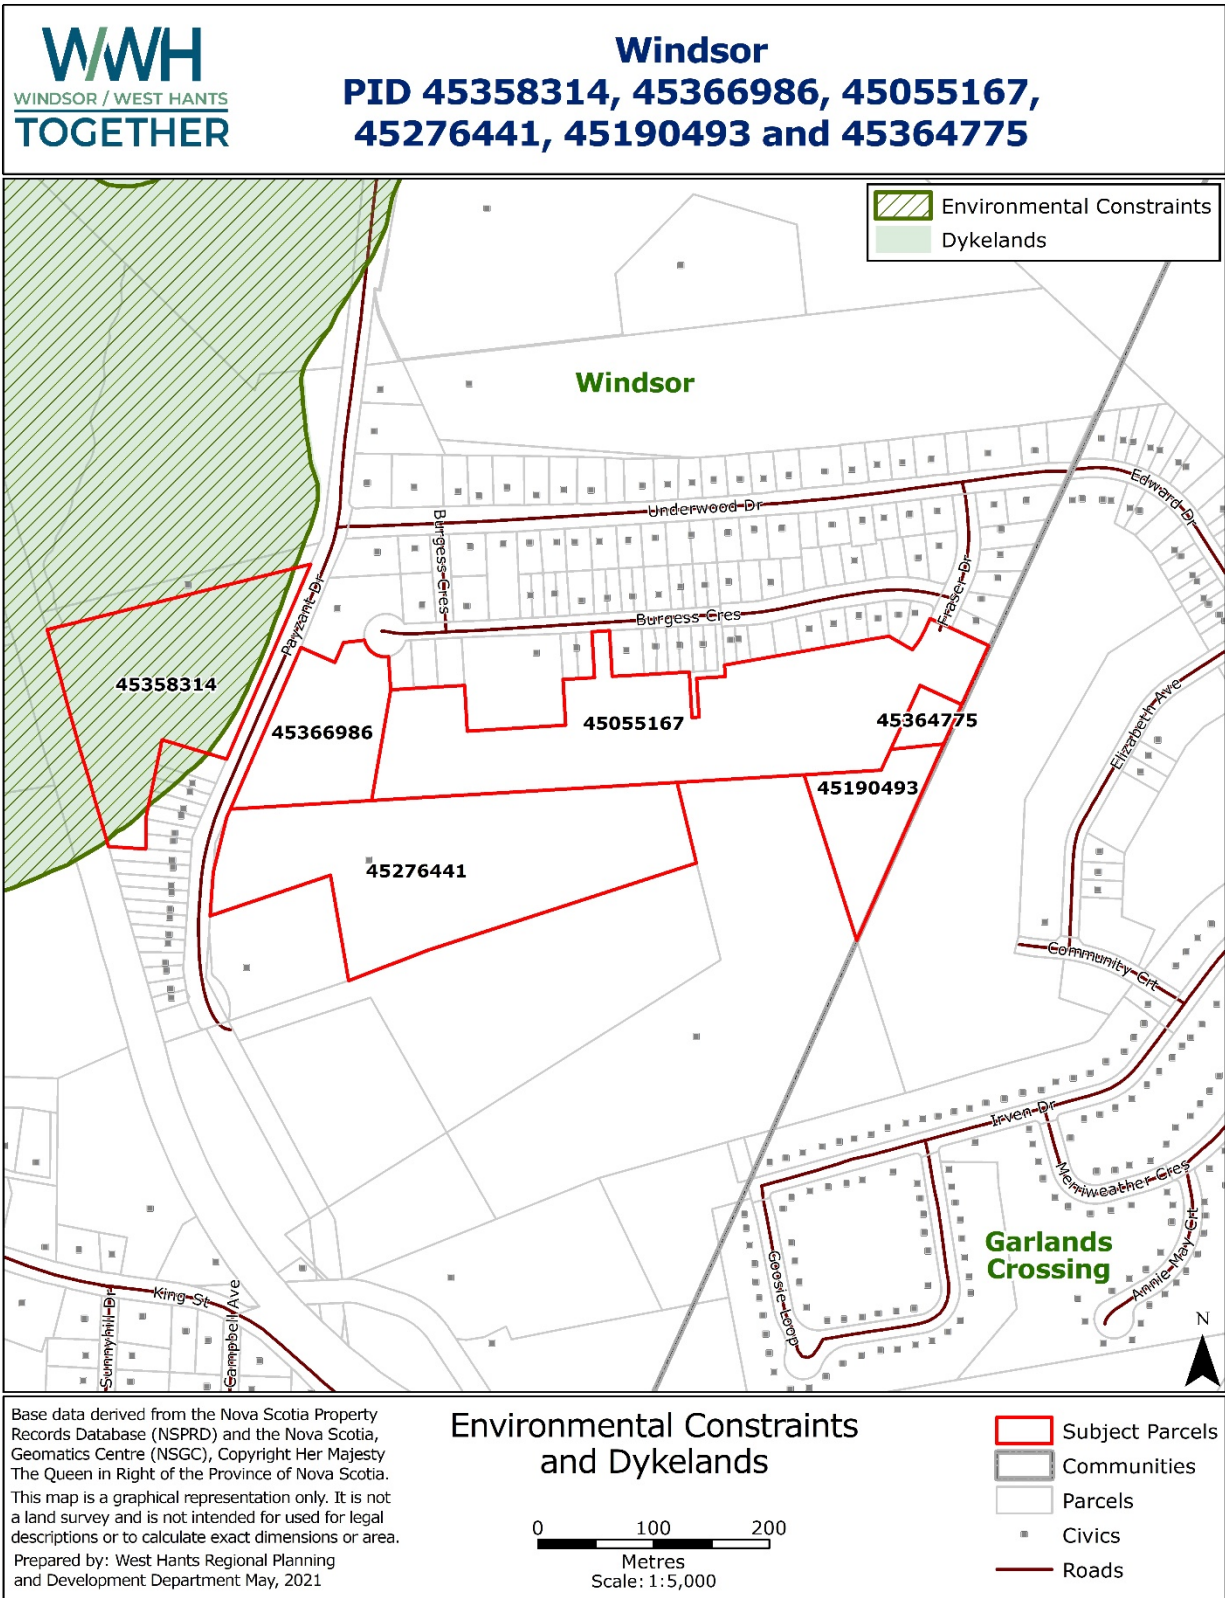 WWH
WINDSOR / WEST HANTS
TOGETHER
Windsor
PID 45358314, 45366986, 45055167,
45276441, 45190493 and 45364775
Environmental Constraints
Dykelands
Windsor
Edward Dr
Underwood Dr
Burgess Cres
Payzant Dr
Burgess Cres
Fraser Dr
45358314
45366986
45055167
45364775
Elizabeth Ave
45190493
45276441
Community Crt
Irven Dr
Merriweather Cres
Garlands
Crossing
Annie May Crt
Goosie Loop
King St
Sunnyhill Dr
Campbell Ave
N
Base data derived from the Nova Scotia Property
Records Database (NSPRD) and the Nova Scotia,
Geomatics Centre (NSGC), Copyright Her Majesty
The Queen in Right of the Province of Nova Scotia.
This map is a graphical representation only. It is not
a land survey and is not intended for used for legal
descriptions or to calculate exact dimensions or area.
Prepared by: West Hants Regional Planning
and Development Department May, 2021
Environmental Constraints
and Dykelands
0 100 200
Metres
Scale: 1:5,000
Subject Parcels
Communities
Parcels
Civics
Roads